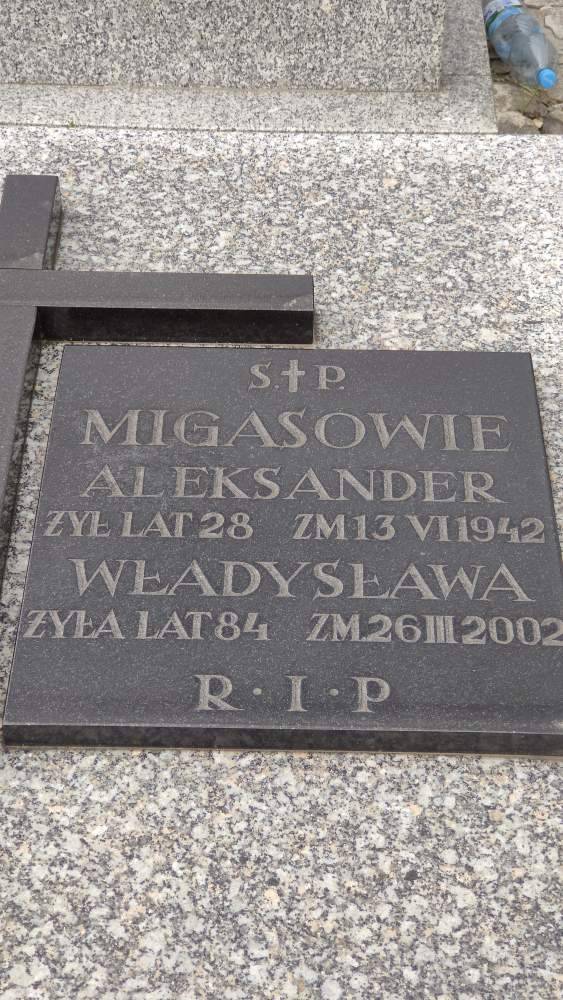 Ś.✝P.
MIGASOWIE
ALEKSANDER
ŻYŁ LAT 28 ZM 13 VI 1942
WŁADYSŁAWA
ŻYŁA LAT 84 ZM. 26 III 2002
R · I · P